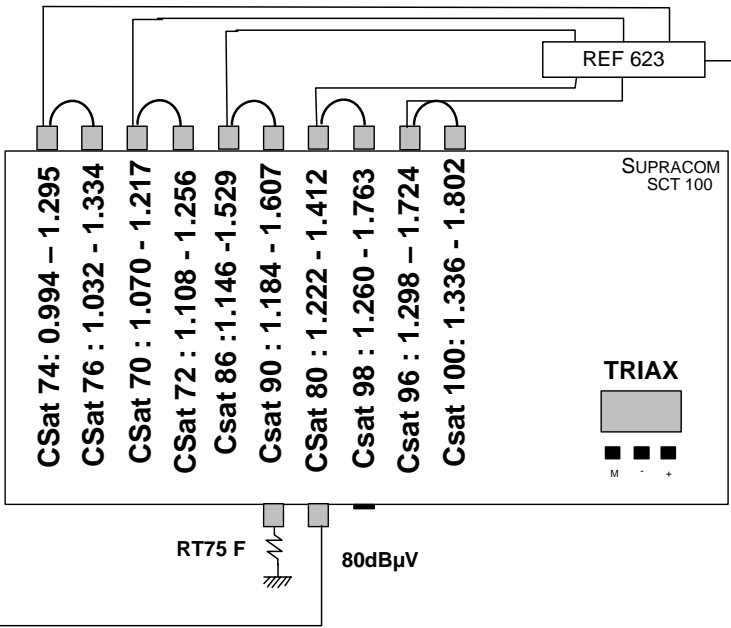 REF 623
SUPRACOM
SCT 100
CSat 74: 0.994 – 1.295
CSat 76 : 1.032 - 1.334
CSat 70 : 1.070 - 1.217
CSat 72 : 1.108 - 1.256
Csat 86 :1.146 -1.529
Csat 90 : 1.184 - 1.607
CSat 80 : 1.222 - 1.412
Csat 98 : 1.260 - 1.763
Csat 96 : 1.298 – 1.724
Csat 100: 1.336 - 1.802
TRIAX
M - +
RT75 F
80dBµV